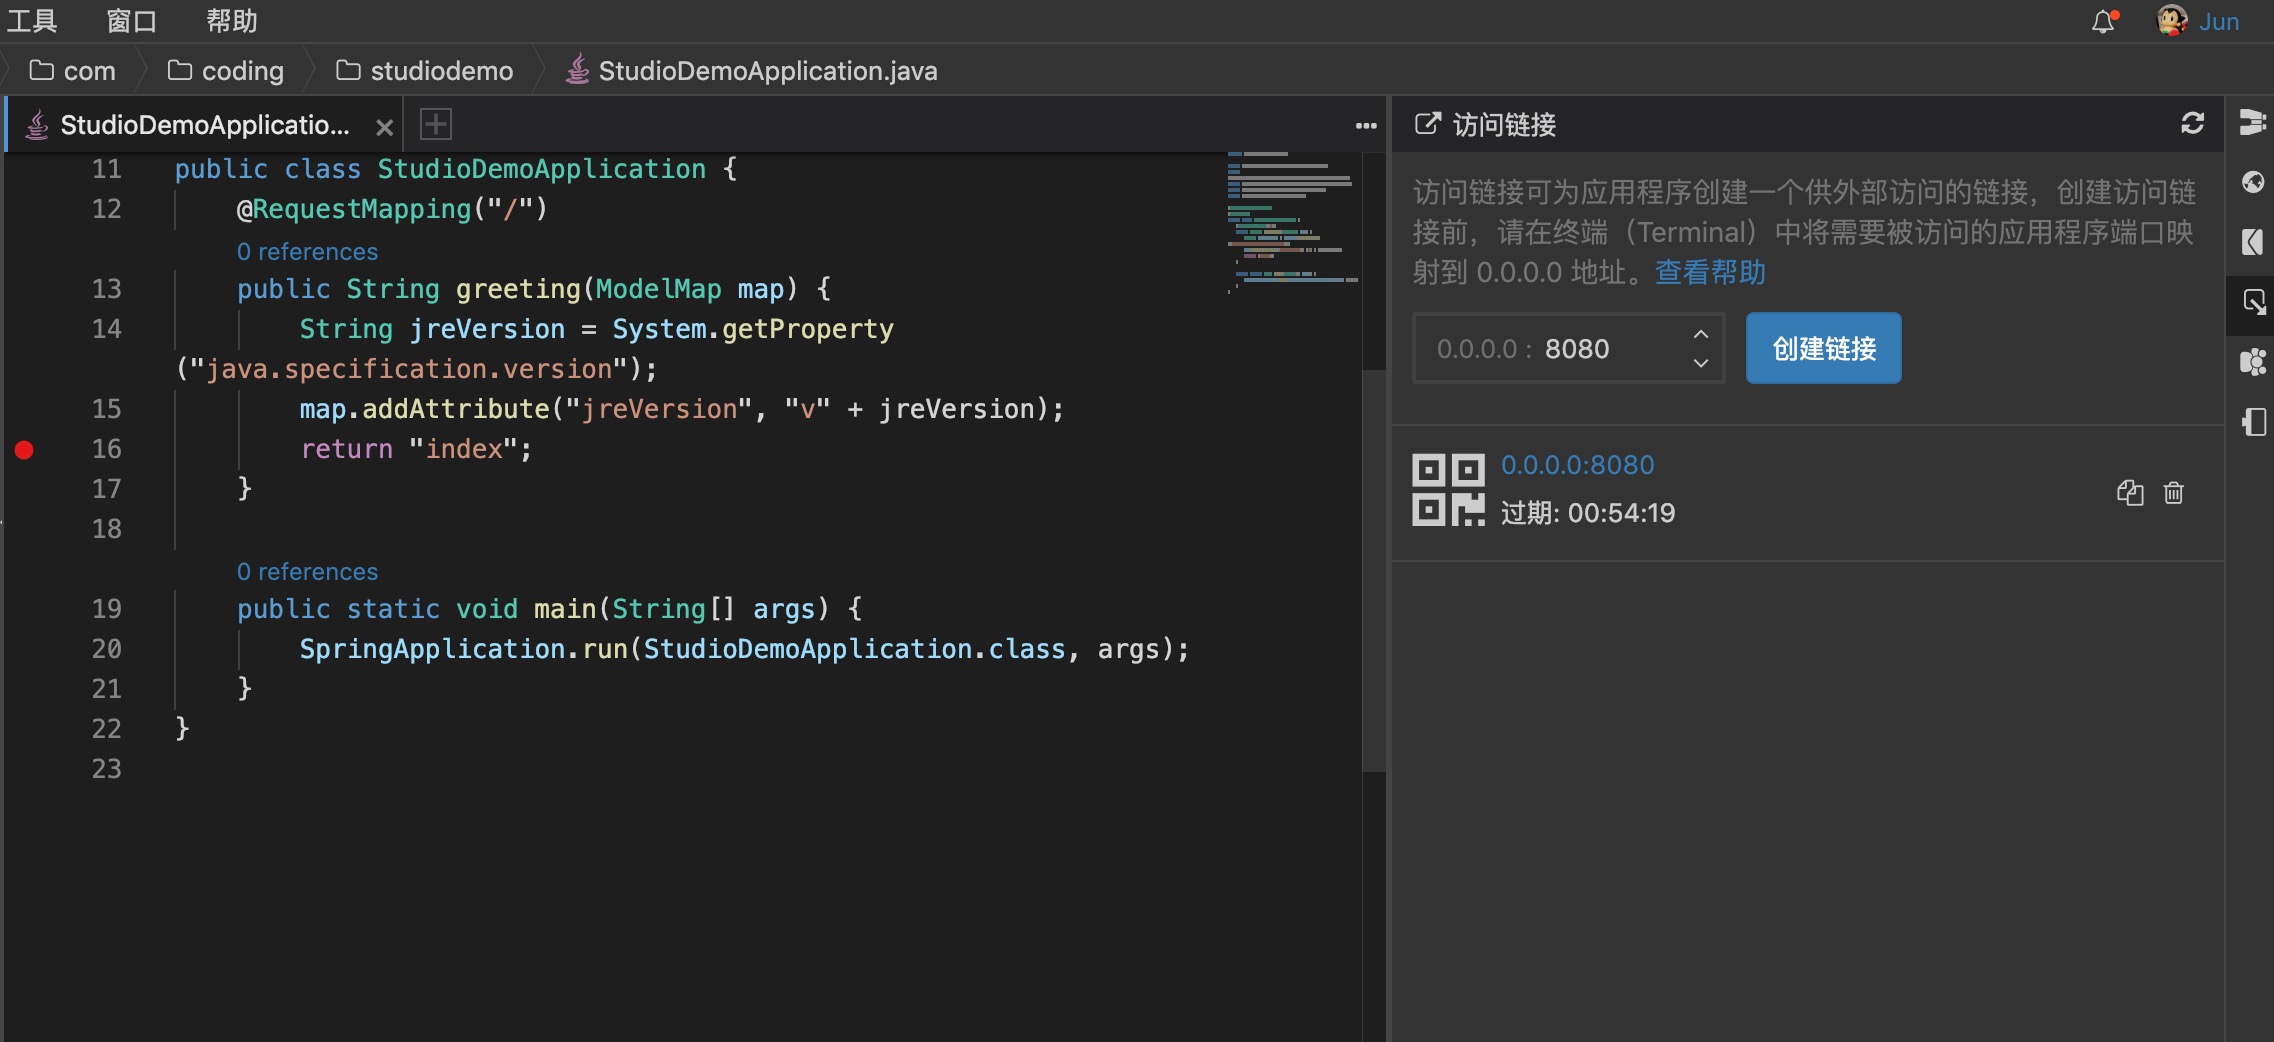 工具 窗口 帮助 Jun
com coding studiodemo StudioDemoApplication.java
StudioDemoApplicatio...
11 public class StudioDemoApplication {
12 @RequestMapping("/")
0 references
13 public String greeting(ModelMap map) {
14 String jreVersion = System.getProperty
("java.specification.version");
15 map.addAttribute("jreVersion", "v" + jreVersion);
16 return "index";
17 }
18
0 references
19 public static void main(String[] args) {
20 SpringApplication.run(StudioDemoApplication.class, args);
21 }
22 }
23
访问链接
访问链接可为应用程序创建一个供外部访问的链接，创建访问链
接前，请在终端（Terminal）中将需要被访问的应用程序端口映
射到 0.0.0.0 地址。查看帮助
0.0.0.0 : 8080 创建链接
0.0.0.0:8080
过期: 00:54:19